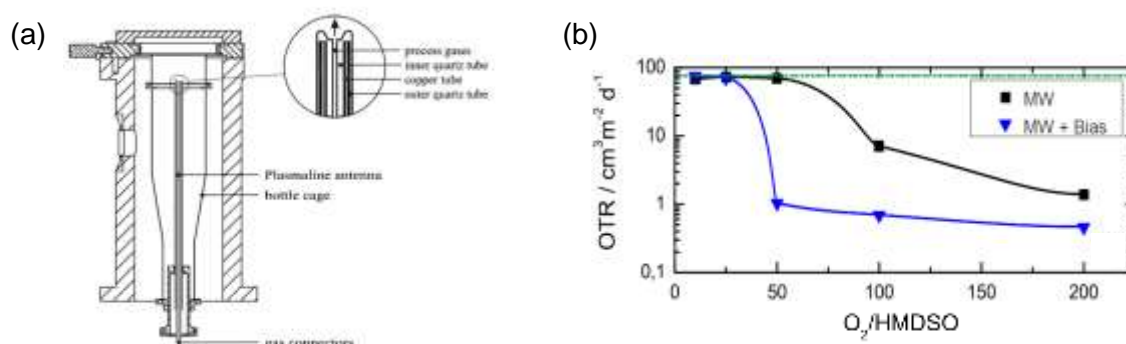 (a)
process gases
inner quartz tube
copper tube
outer quartz tube
Plasmaline antenna
bottle cage
gas connectors
(b)
OTR / cm³m⁻² d⁻¹
100
10
1
0,1
MW
MW + Bias
0 50 100 150 200
O₂/HMDSO